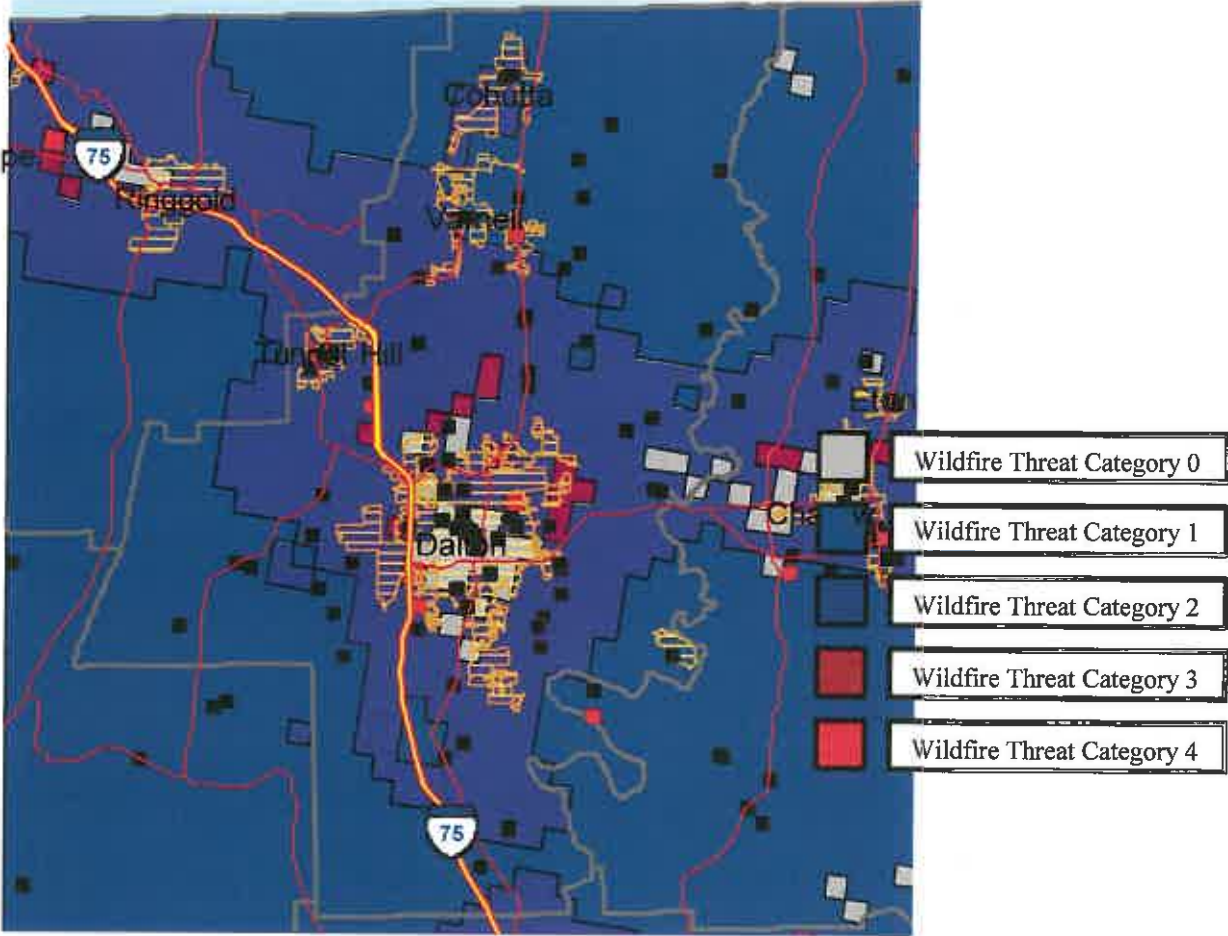 Cohutta
75
Ringgold
Varnell
Tunnel Hill
Dalton
75
Wildfire Threat Category 0
Wildfire Threat Category 1
Wildfire Threat Category 2
Wildfire Threat Category 3
Wildfire Threat Category 4